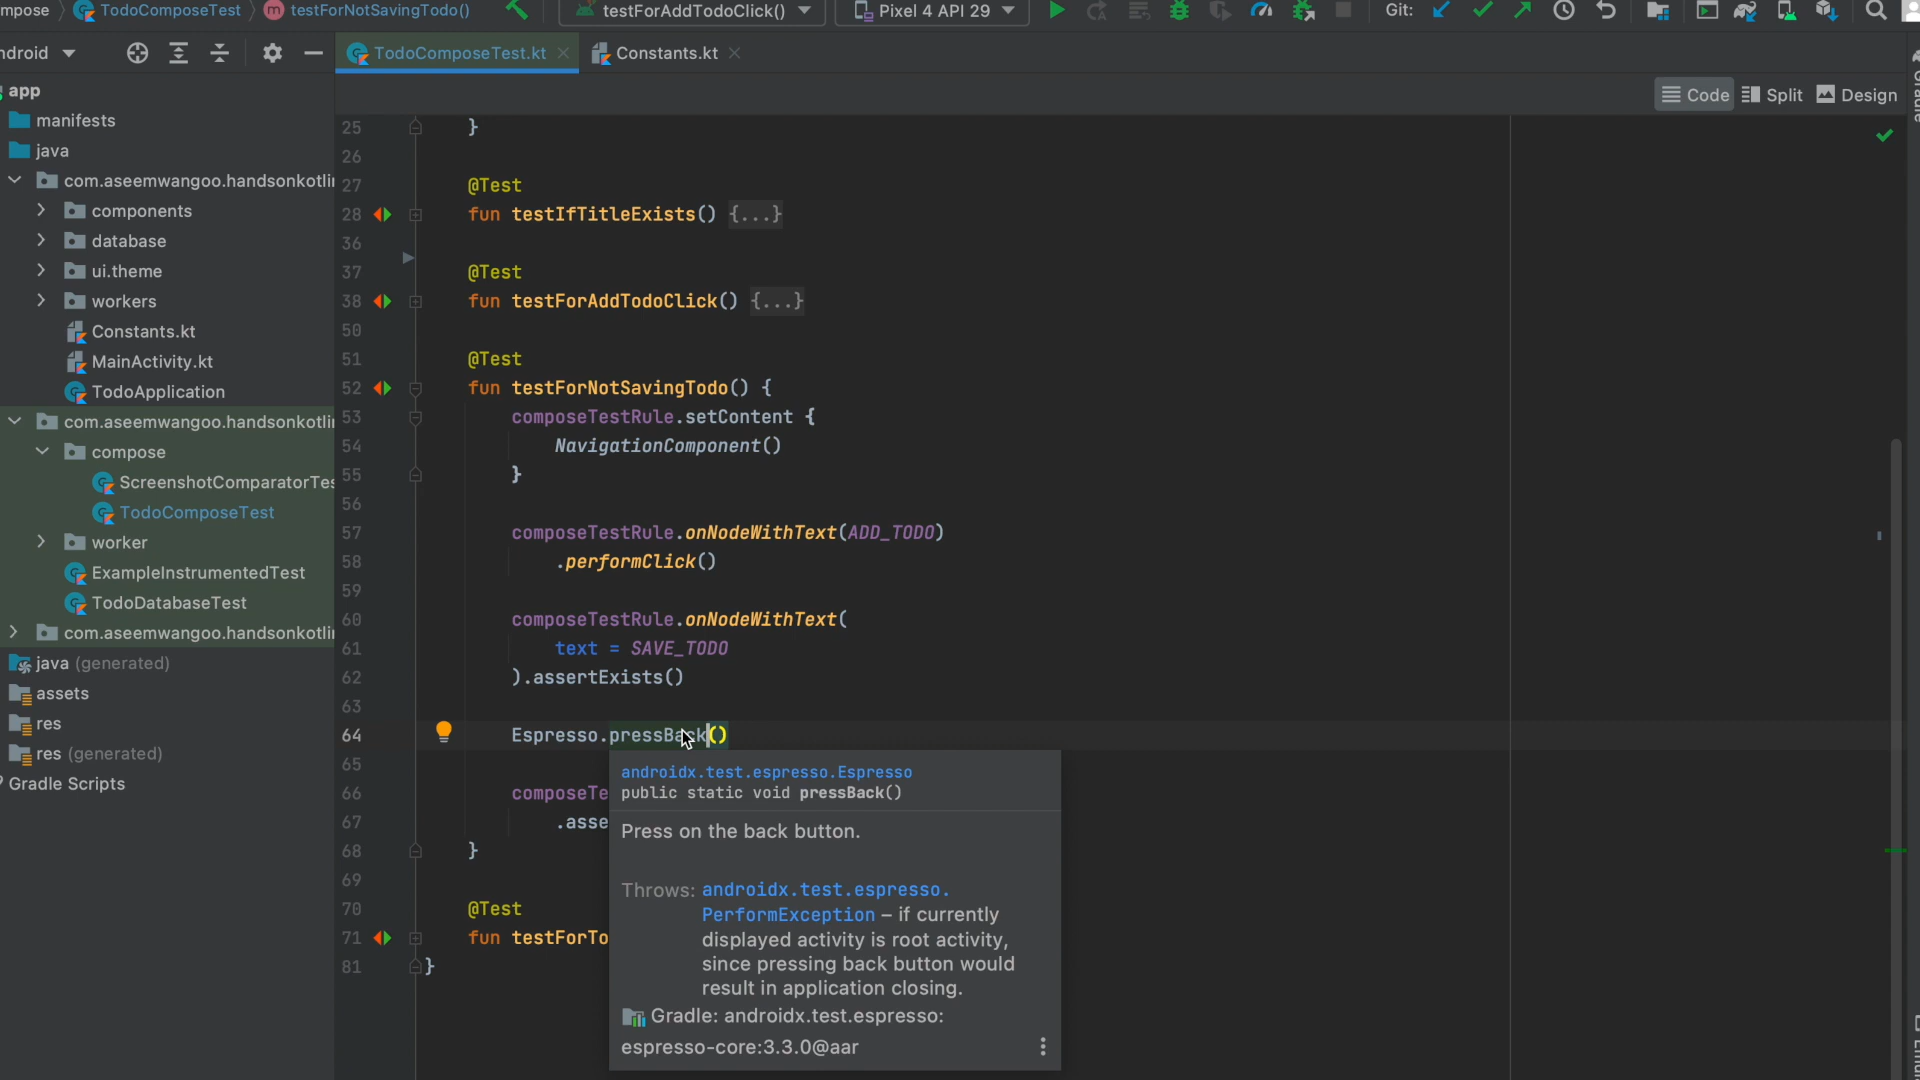 mpose
TodoComposeTest
testForNotSavingTodo()
testForAddTodoClick()
Pixel 4 API 29
Git:
ndroid
TodoComposeTest.kt
Constants.kt
Code
Split
Design
app
manifests
java
com.aseemwangoo.handsonkotli
components
database
ui.theme
workers
Constants.kt
MainActivity.kt
TodoApplication
com.aseemwangoo.handsonkotli
compose
ScreenshotComparatorTes
TodoComposeTest
worker
ExampleInstrumentedTest
TodoDatabaseTest
com.aseemwangoo.handsonkotli
java (generated)
assets
res
res (generated)
Gradle Scripts
25 }
26
27 @Test
28 fun testIfTitleExists() {...}
36
37 @Test
38 fun testForAddTodoClick() {...}
50
51 @Test
52 fun testForNotSavingTodo() {
53 composeTestRule.setContent {
54 NavigationComponent()
55 }
56
57 composeTestRule.onNodeWithText(ADD_TODO)
58 .performClick()
59
60 composeTestRule.onNodeWithText(
61 text = SAVE_TODO
62 ).assertExists()
63
64 Espresso.pressBack()
65
66 composeTe
67 .asse
68 }
69
70 @Test
71 fun testForTo
81 }
androidx.test.espresso.Espresso
public static void pressBack()
Press on the back button.
Throws: androidx.test.espresso.
PerformException – if currently
displayed activity is root activity,
since pressing back button would
result in application closing.
Gradle: androidx.test.espresso:
espresso-core:3.3.0@aar